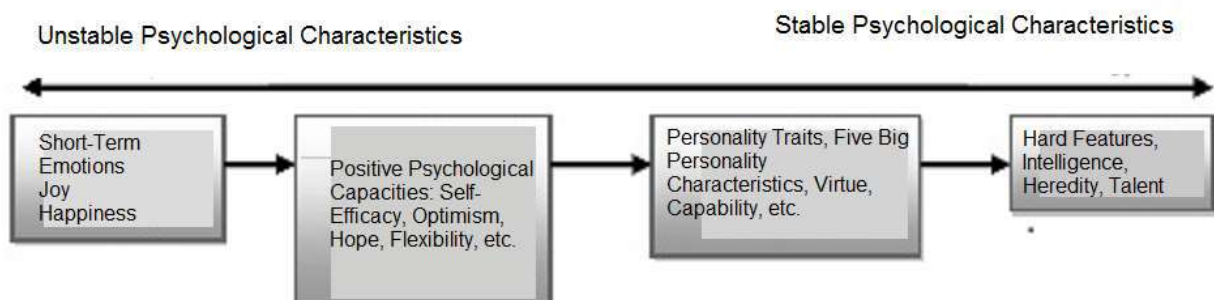 Unstable Psychological Characteristics
Stable Psychological Characteristics
Short-Term
Emotions
Joy
Happiness
Positive Psychological
Capacities: Self-
Efficacy, Optimism,
Hope, Flexibility, etc.
Personality Traits, Five Big
Personality
Characteristics, Virtue,
Capability, etc.
Hard Features,
Intelligence,
Heredity, Talent